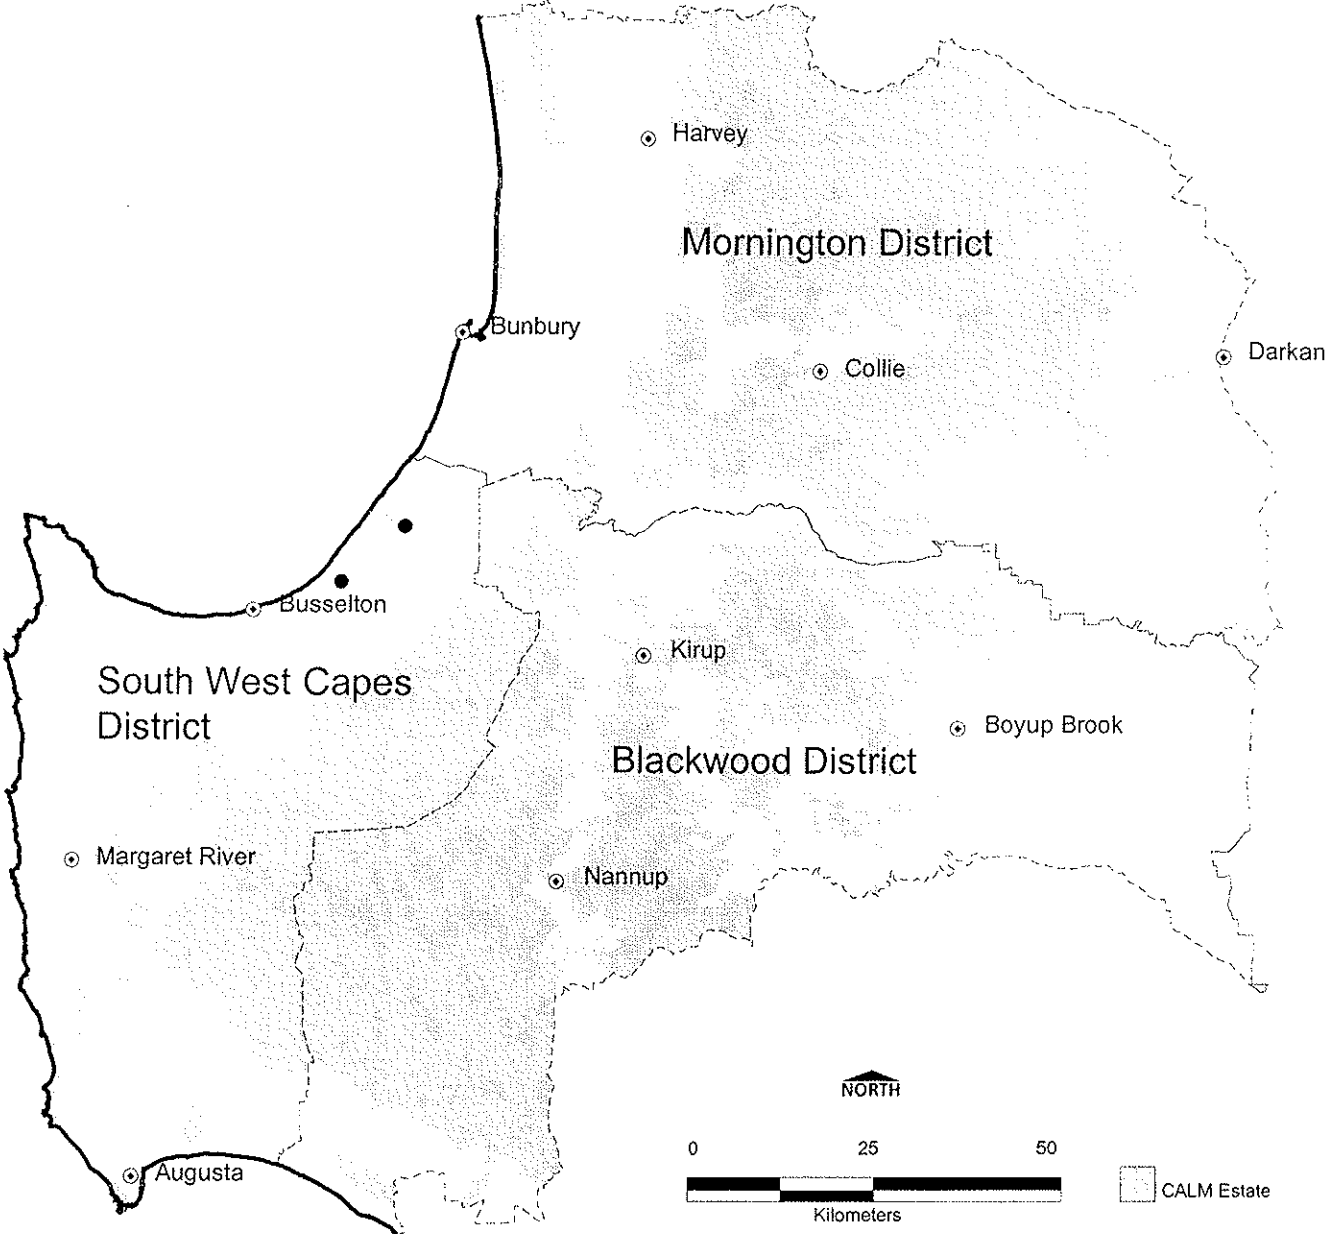 Harvey
Mornington District
Bunbury
Darkan
Collie
Busselton
Kirup
South West Capes
District
Boyup Brook
Blackwood District
Margaret River
Nannup
NORTH
0 25 50
Augusta
CALM Estate
Kilometers